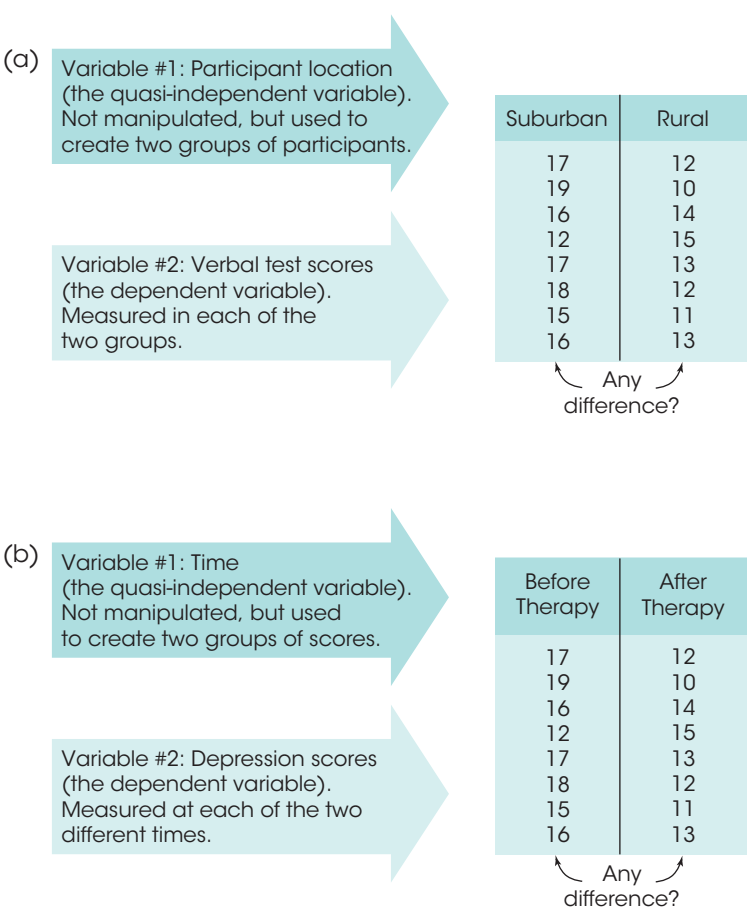 (a)
Variable #1: Participant location
(the quasi-independent variable).
Not manipulated, but used to
create two groups of participants.
Variable #2: Verbal test scores
(the dependent variable).
Measured in each of the
two groups.
Suburban Rural
17 12
19 10
16 14
12 15
17 13
18 12
15 11
16 13
Any
difference?
(b)
Variable #1: Time
(the quasi-independent variable).
Not manipulated, but used
to create two groups of scores.
Variable #2: Depression scores
(the dependent variable).
Measured at each of the two
different times.
Before After
Therapy Therapy
17 12
19 10
16 14
12 15
17 13
18 12
15 11
16 13
Any
difference?